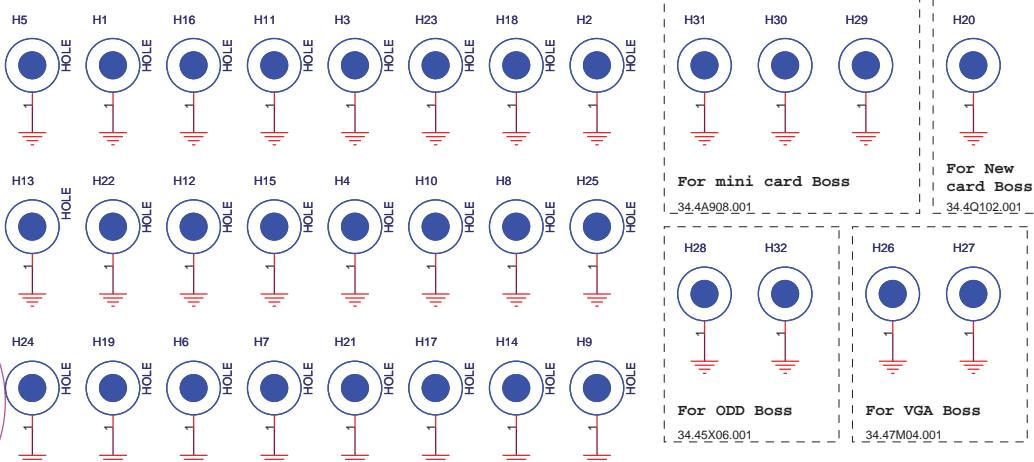 H5 H1 H16 H11 H3 H23 H18 H2
HOLE HOLE HOLE HOLE HOLE HOLE HOLE HOLE
1 1 1 1 1 1 1 1
H13 H22 H12 H15 H4 H10 H8 H25
HOLE HOLE HOLE HOLE HOLE HOLE HOLE HOLE
1 1 1 1 1 1 1 1
H24 H19 H6 H7 H21 H17 H14 H9
HOLE HOLE HOLE HOLE HOLE HOLE HOLE HOLE
1 1 1 1 1 1 1 1
H31 H30 H29
1 1 1
For mini card Boss
34.4A908.001
H20
1
For New
card Boss
34.4Q102.001
H28 H32
1 1
For ODD Boss
34.45X06.001
H26 H27
1 1
For VGA Boss
34.47M04.001